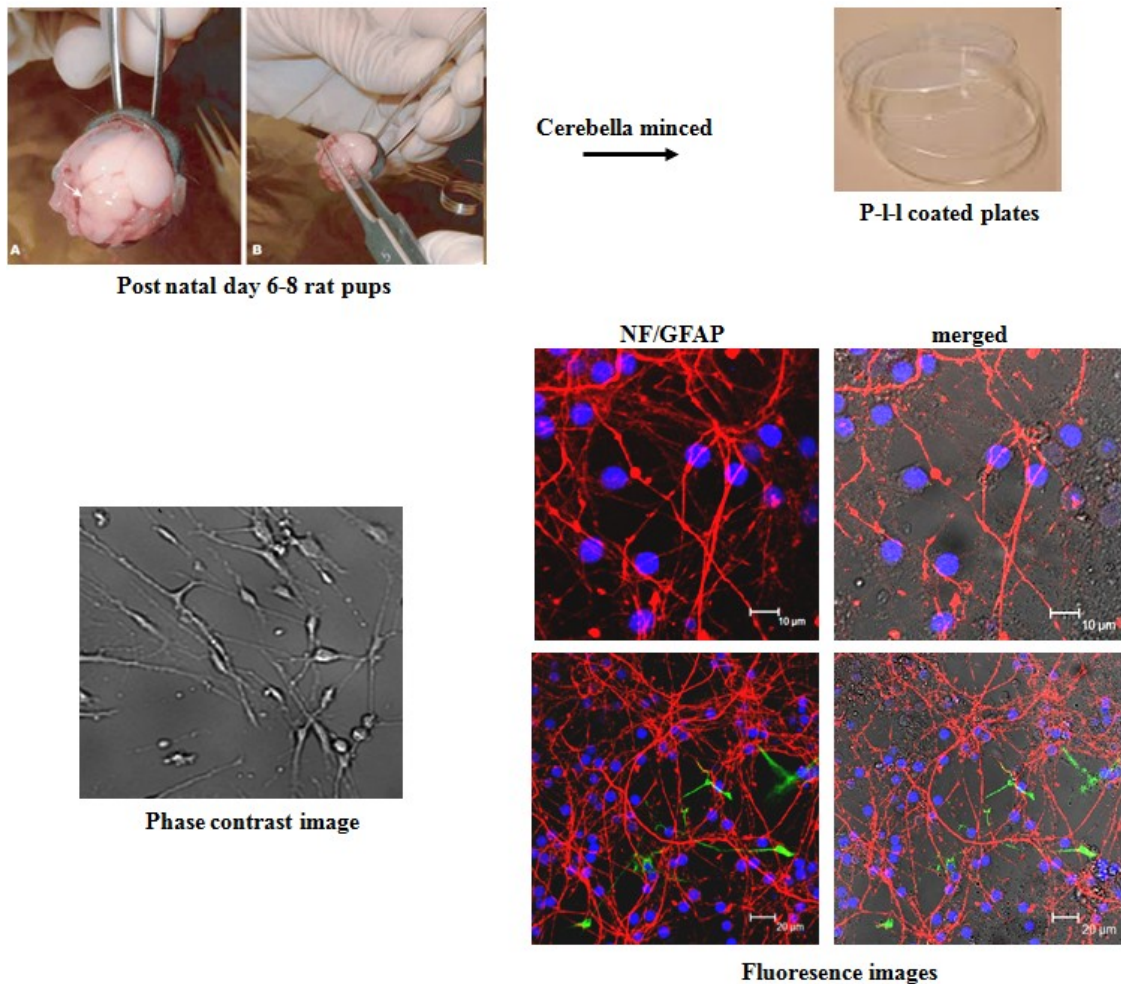 A
B
Cerebella minced
P-l-l coated plates
Post natal day 6-8 rat pups
NF/GFAP
merged
10 µm
10 µm
Phase contrast image
20 µm
20 µm
Fluoresence images